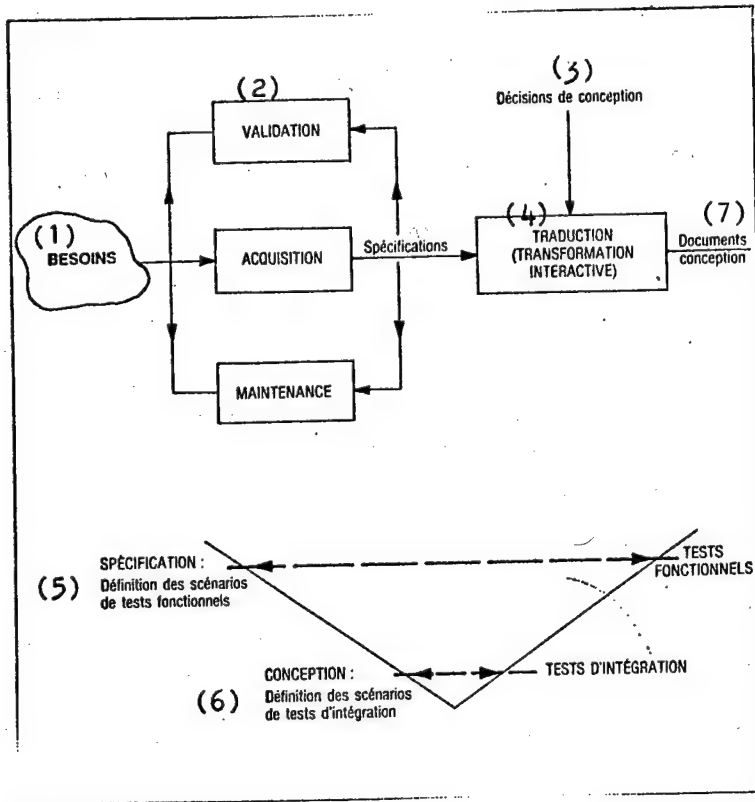 (2)
VALIDATION
(3)
Décisions de conception
(1)
BESOINS
ACQUISITION
Spécifications
(4)
TRADUCTION
(TRANSFORMATION
INTERACTIVE)
(7)
Documents
conception
MAINTENANCE
(5)
SPÉCIFICATION :
Définition des scénarios
de tests fonctionnels
TESTS
FONCTIONNELS
(6)
CONCEPTION :
Définition des scénarios
de tests d'intégration
TESTS D'INTÉGRATION